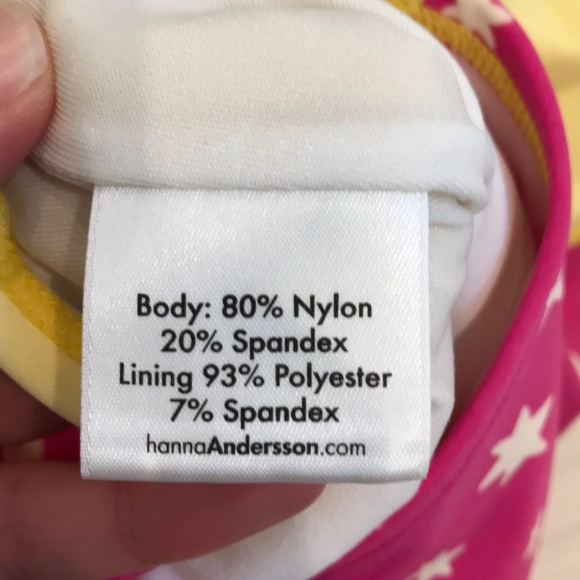 Body: 80% Nylon
20% Spandex
Lining 93% Polyester
7% Spandex
hannaAndersson.com